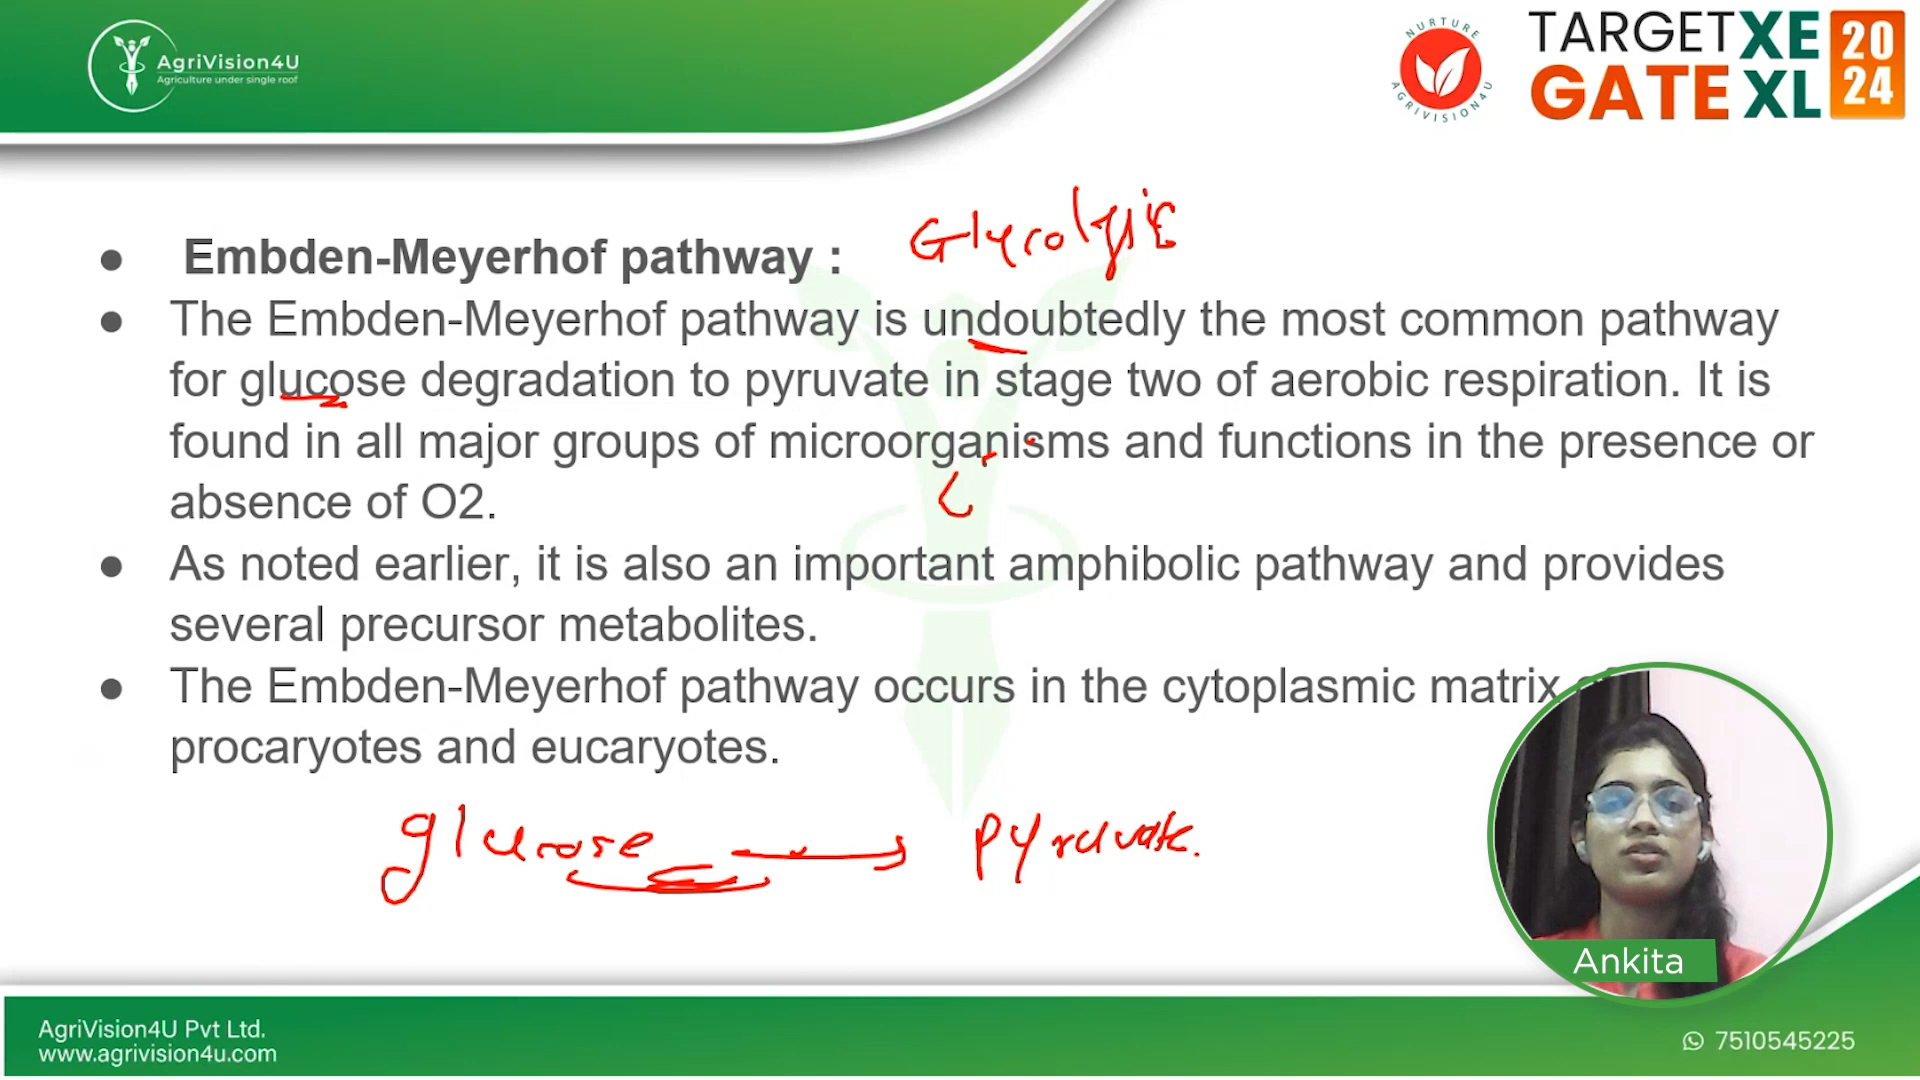 AgriVision4U
Agriculture under single roof
NURTURE
AGRIVISION4U
TARGET XE
GATE XL
20
24
Glycolysis
● Embden-Meyerhof pathway :
● The Embden-Meyerhof pathway is undoubtedly the most common pathway
for glucose degradation to pyruvate in stage two of aerobic respiration. It is
found in all major groups of microorganisms and functions in the presence or
absence of O2.
● As noted earlier, it is also an important amphibolic pathway and provides
several precursor metabolites.
● The Embden-Meyerhof pathway occurs in the cytoplasmic matrix
procaryotes and eucaryotes.
glucose → pyruvate.
Ankita
AgriVision4U Pvt Ltd.
www.agrivision4u.com
7510545225